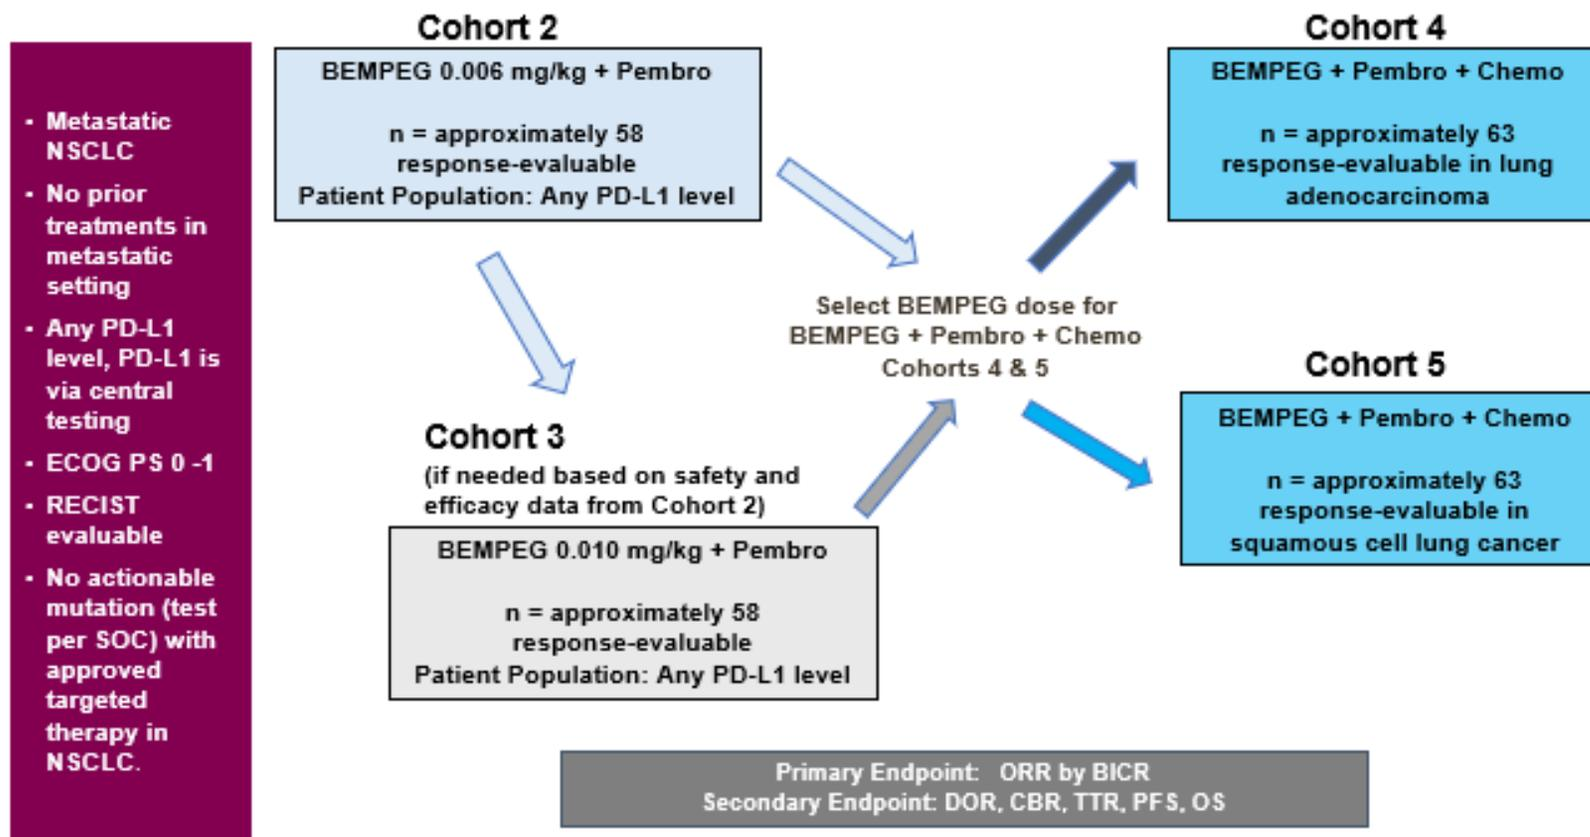 ▪ Metastatic
NSCLC
▪ No prior
treatments in
metastatic
setting
▪ Any PD-L1
level, PD-L1 is
via central
testing
▪ ECOG PS 0 -1
▪ RECIST
evaluable
▪ No actionable
mutation (test
per SOC) with
approved
targeted
therapy in
NSCLC.
Cohort 2
BEMPEG 0.006 mg/kg + Pembro
n = approximately 58
response-evaluable
Patient Population: Any PD-L1 level
Cohort 3
(if needed based on safety and
efficacy data from Cohort 2)
BEMPEG 0.010 mg/kg + Pembro
n = approximately 58
response-evaluable
Patient Population: Any PD-L1 level
Select BEMPEG dose for
BEMPEG + Pembro + Chemo
Cohorts 4 & 5
Cohort 4
BEMPEG + Pembro + Chemo
n = approximately 63
response-evaluable in lung
adenocarcinoma
Cohort 5
BEMPEG + Pembro + Chemo
n = approximately 63
response-evaluable in
squamous cell lung cancer
Primary Endpoint: ORR by BICR
Secondary Endpoint: DOR, CBR, TTR, PFS, OS